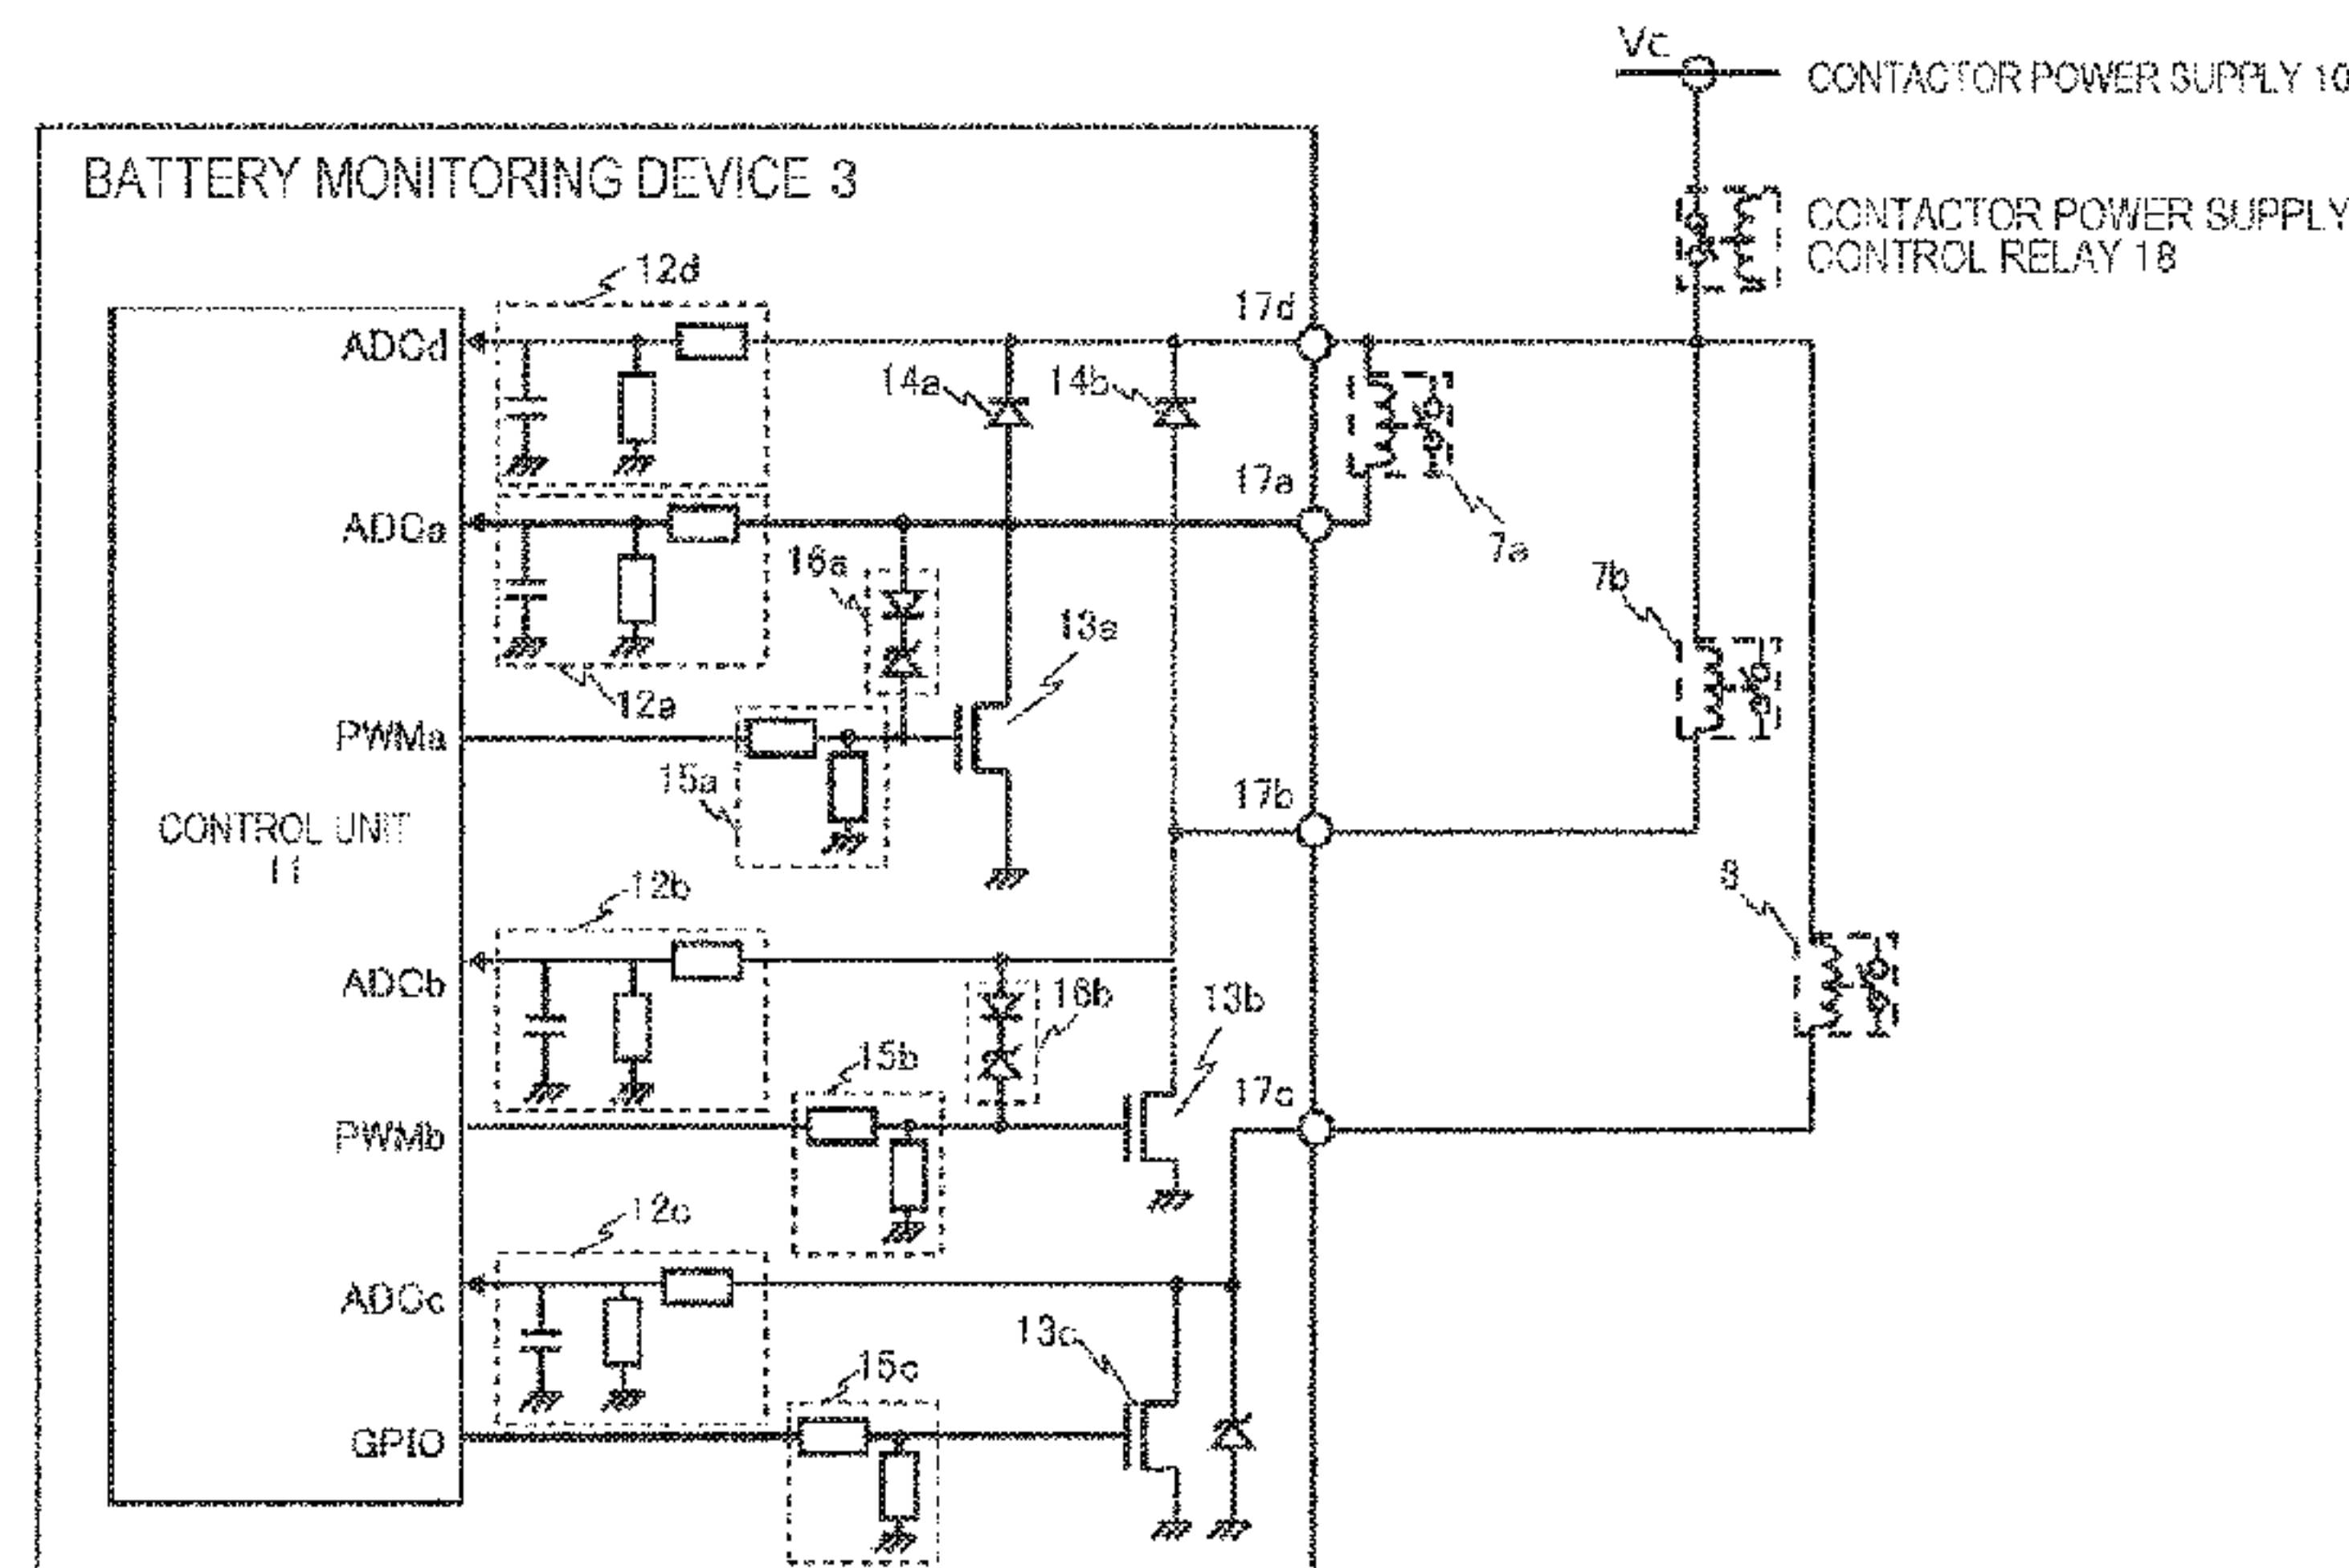 Vc
CONTACTOR POWER SUPPLY 10
BATTERY MONITORING DEVICE 3
CONTACTOR POWER SUPPLY
CONTROL RELAY 18
12d
17d
ADCd
14a
14b
17a
ADCa
16a
7a
7b
13a
12a
PWMa
15a
17b
CONTROL UNIT
11
12b
8
ADCb
16b
13b
15b
17c
PWMb
12c
ADCc
13c
15c
GPIO